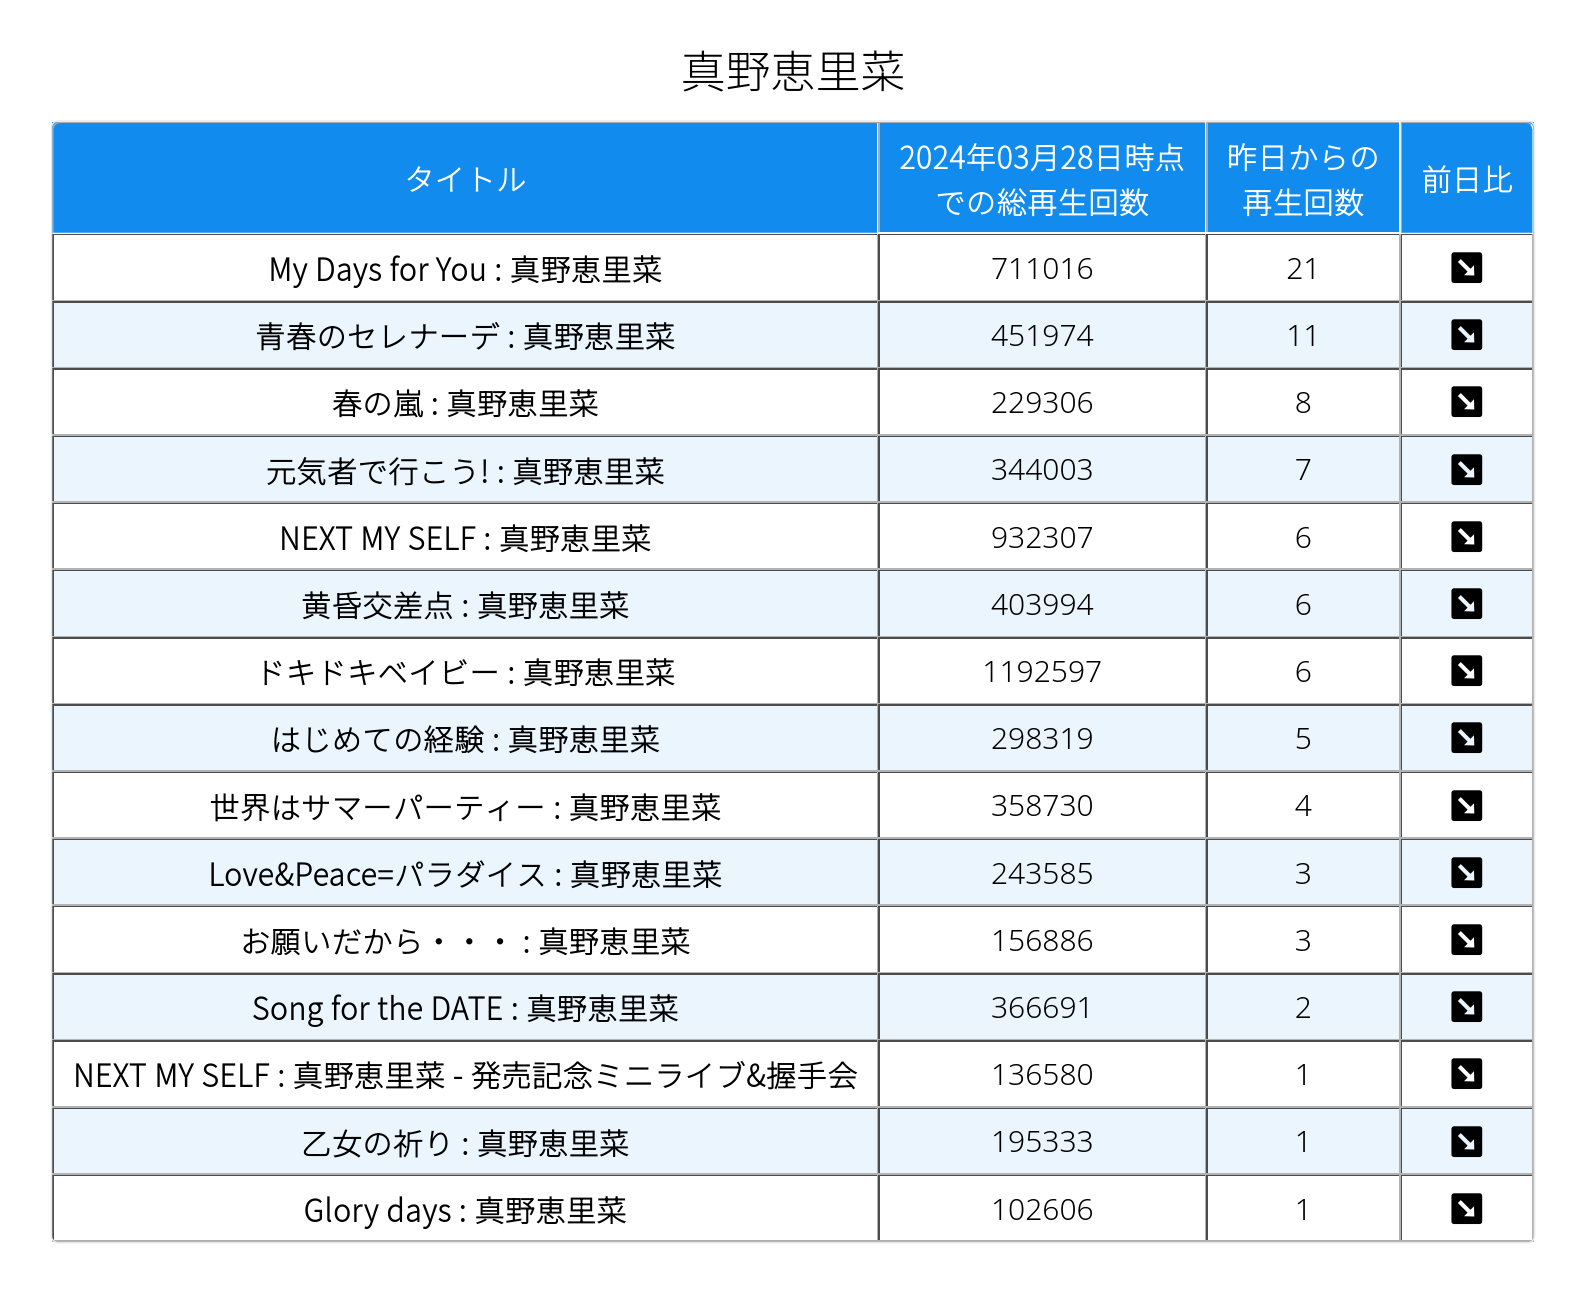 真野恵里菜
タイトル 2024年03月28日時点での総再生回数 昨日からの再生回数 前日比
My Days for You : 真野恵里菜 711016 21 ↘
青春のセレナーデ : 真野恵里菜 451974 11 ↘
春の嵐 : 真野恵里菜 229306 8 ↘
元気者で行こう! : 真野恵里菜 344003 7 ↘
NEXT MY SELF : 真野恵里菜 932307 6 ↘
黄昏交差点 : 真野恵里菜 403994 6 ↘
ドキドキベイビー : 真野恵里菜 1192597 6 ↘
はじめての経験 : 真野恵里菜 298319 5 ↘
世界はサマーパーティー : 真野恵里菜 358730 4 ↘
Love&Peace=パラダイス : 真野恵里菜 243585 3 ↘
お願いだから・・・ : 真野恵里菜 156886 3 ↘
Song for the DATE : 真野恵里菜 366691 2 ↘
NEXT MY SELF : 真野恵里菜 - 発売記念ミニライブ&握手会 136580 1 ↘
乙女の祈り : 真野恵里菜 195333 1 ↘
Glory days : 真野恵里菜 102606 1 ↘